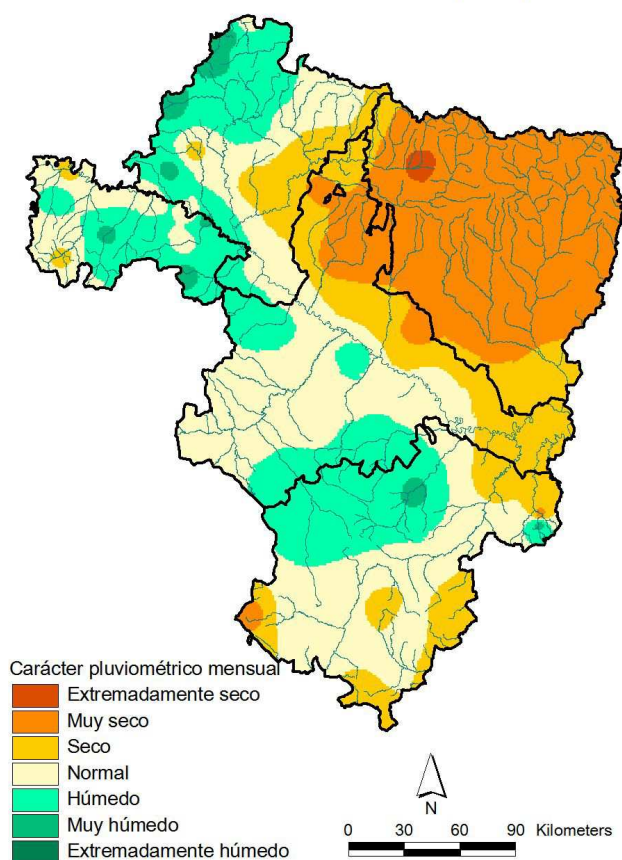 Carácter pluviométrico mensual
Extremadamente seco
Muy seco
Seco
Normal
Húmedo
Muy húmedo
Extremadamente húmedo
N
0 30 60 90 Kilometers